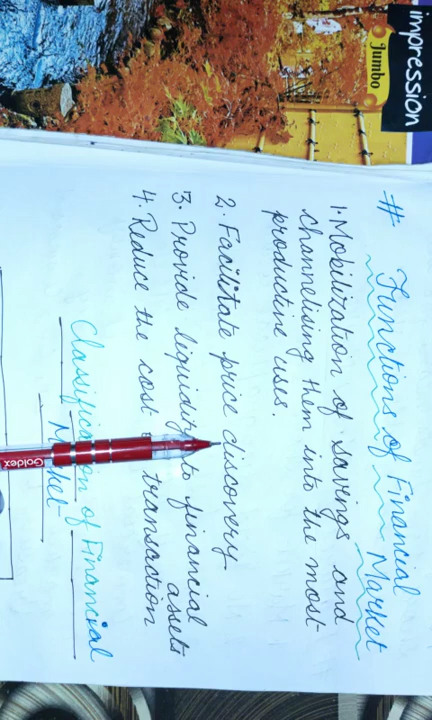 impression
Jumbo
# Functions of Financial Market
1. Mobilization of savings and
channelising them into the most
productive uses.
2. Facilitate price discovery
3. Provide liquidity to financial
assets
4. Reduce the cost transaction
Classification of Financial
Market
Goldex